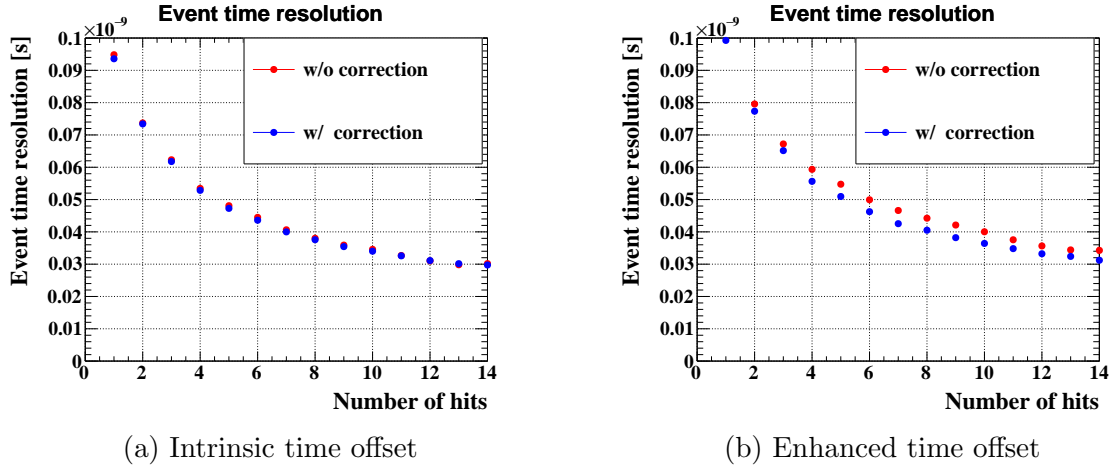 Event time resolution
×10⁻⁹
Event time resolution [s]
0.1
0.09
0.08
0.07
0.06
0.05
0.04
0.03
0.02
0.01
0
w/o correction
w/ correction
0 2 4 6 8 10 12 14
Number of hits
(a) Intrinsic time offset
Event time resolution
×10⁻⁹
Event time resolution [s]
0.1
0.09
0.08
0.07
0.06
0.05
0.04
0.03
0.02
0.01
0
w/o correction
w/ correction
0 2 4 6 8 10 12 14
Number of hits
(b) Enhanced time offset